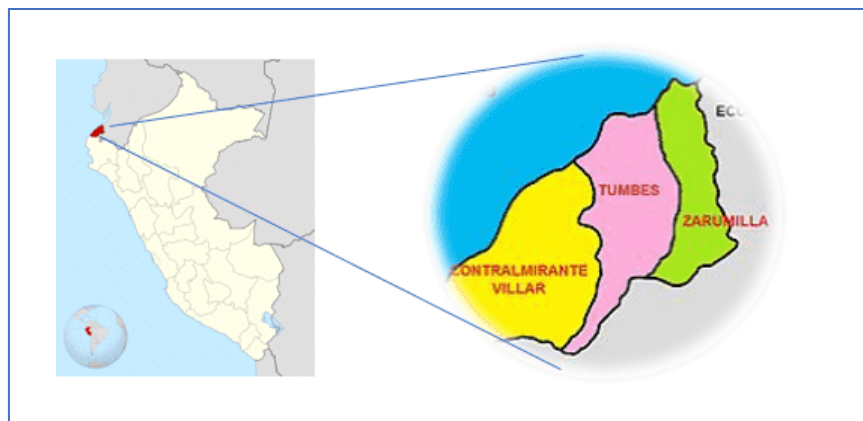 ECU
TUMBES
ZARUMILLA
CONTRALMIRANTE
VILLAR